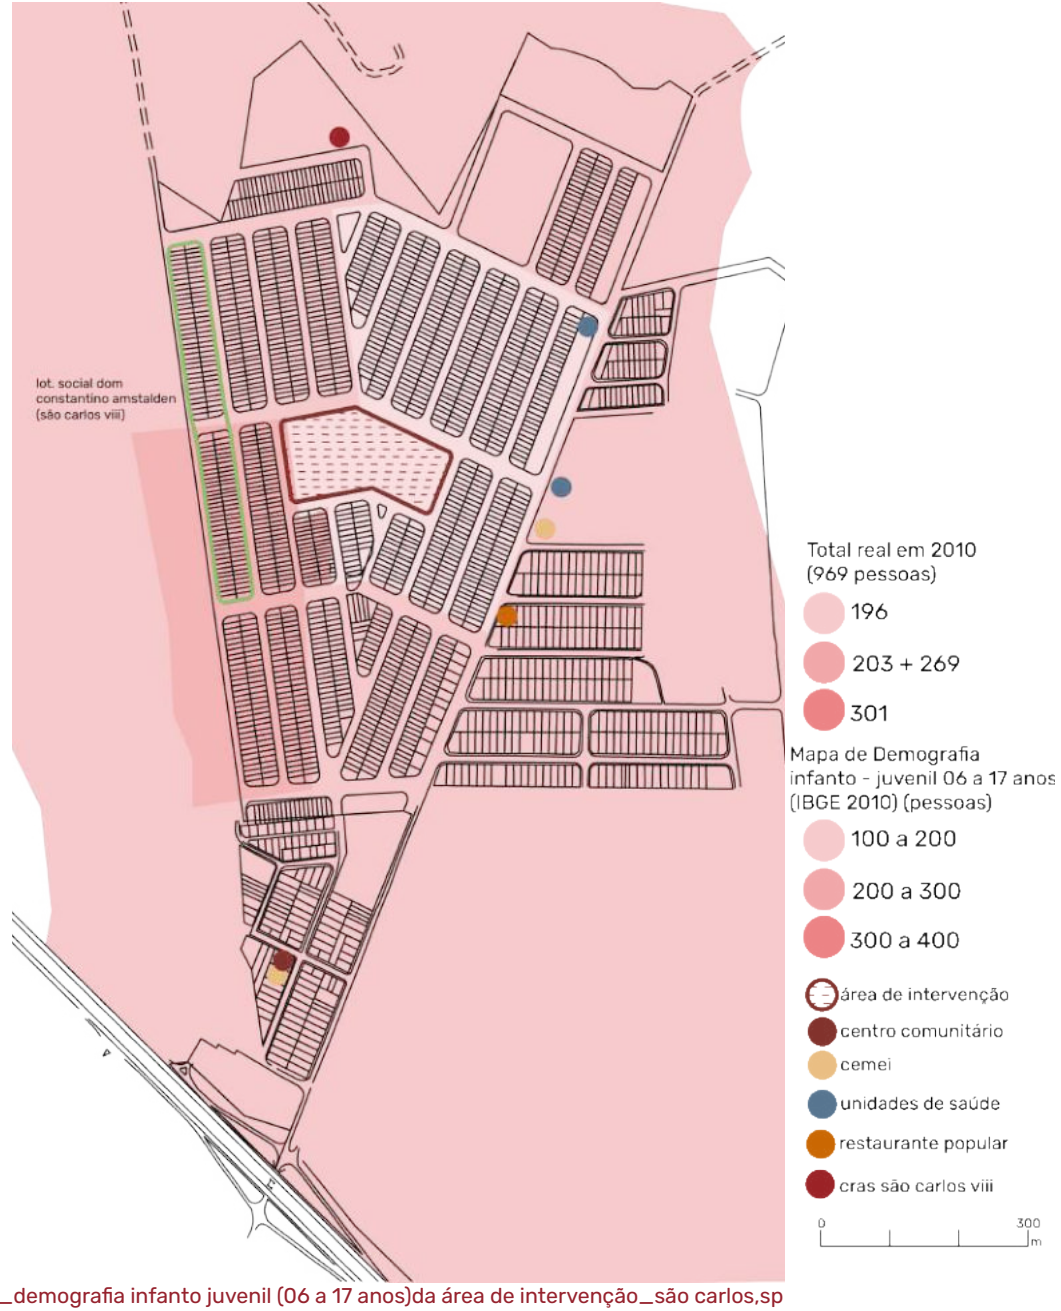 lot. social dom
constantino amstalden
(são carlos viii)
Total real em 2010
(969 pessoas)
196
203 + 269
301
Mapa de Demografia
infanto - juvenil 06 a 17 anos
(IBGE 2010) (pessoas)
100 a 200
200 a 300
300 a 400
área de intervenção
centro comunitário
cemei
unidades de saúde
restaurante popular
cras são carlos viii
0 300
m
_demografia infanto juvenil (06 a 17 anos)da área de intervenção_são carlos,sp